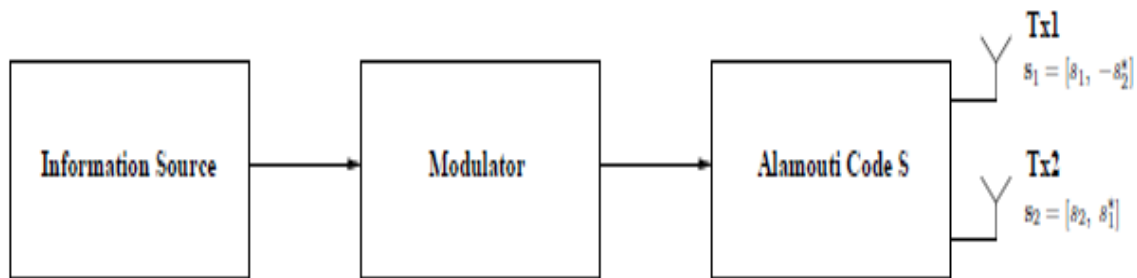 Tx1
s₁ = [s₁, −s₂*]
Information Source
Modulator
Alamouti Code S
Tx2
s₂ = [s₂, s₁*]